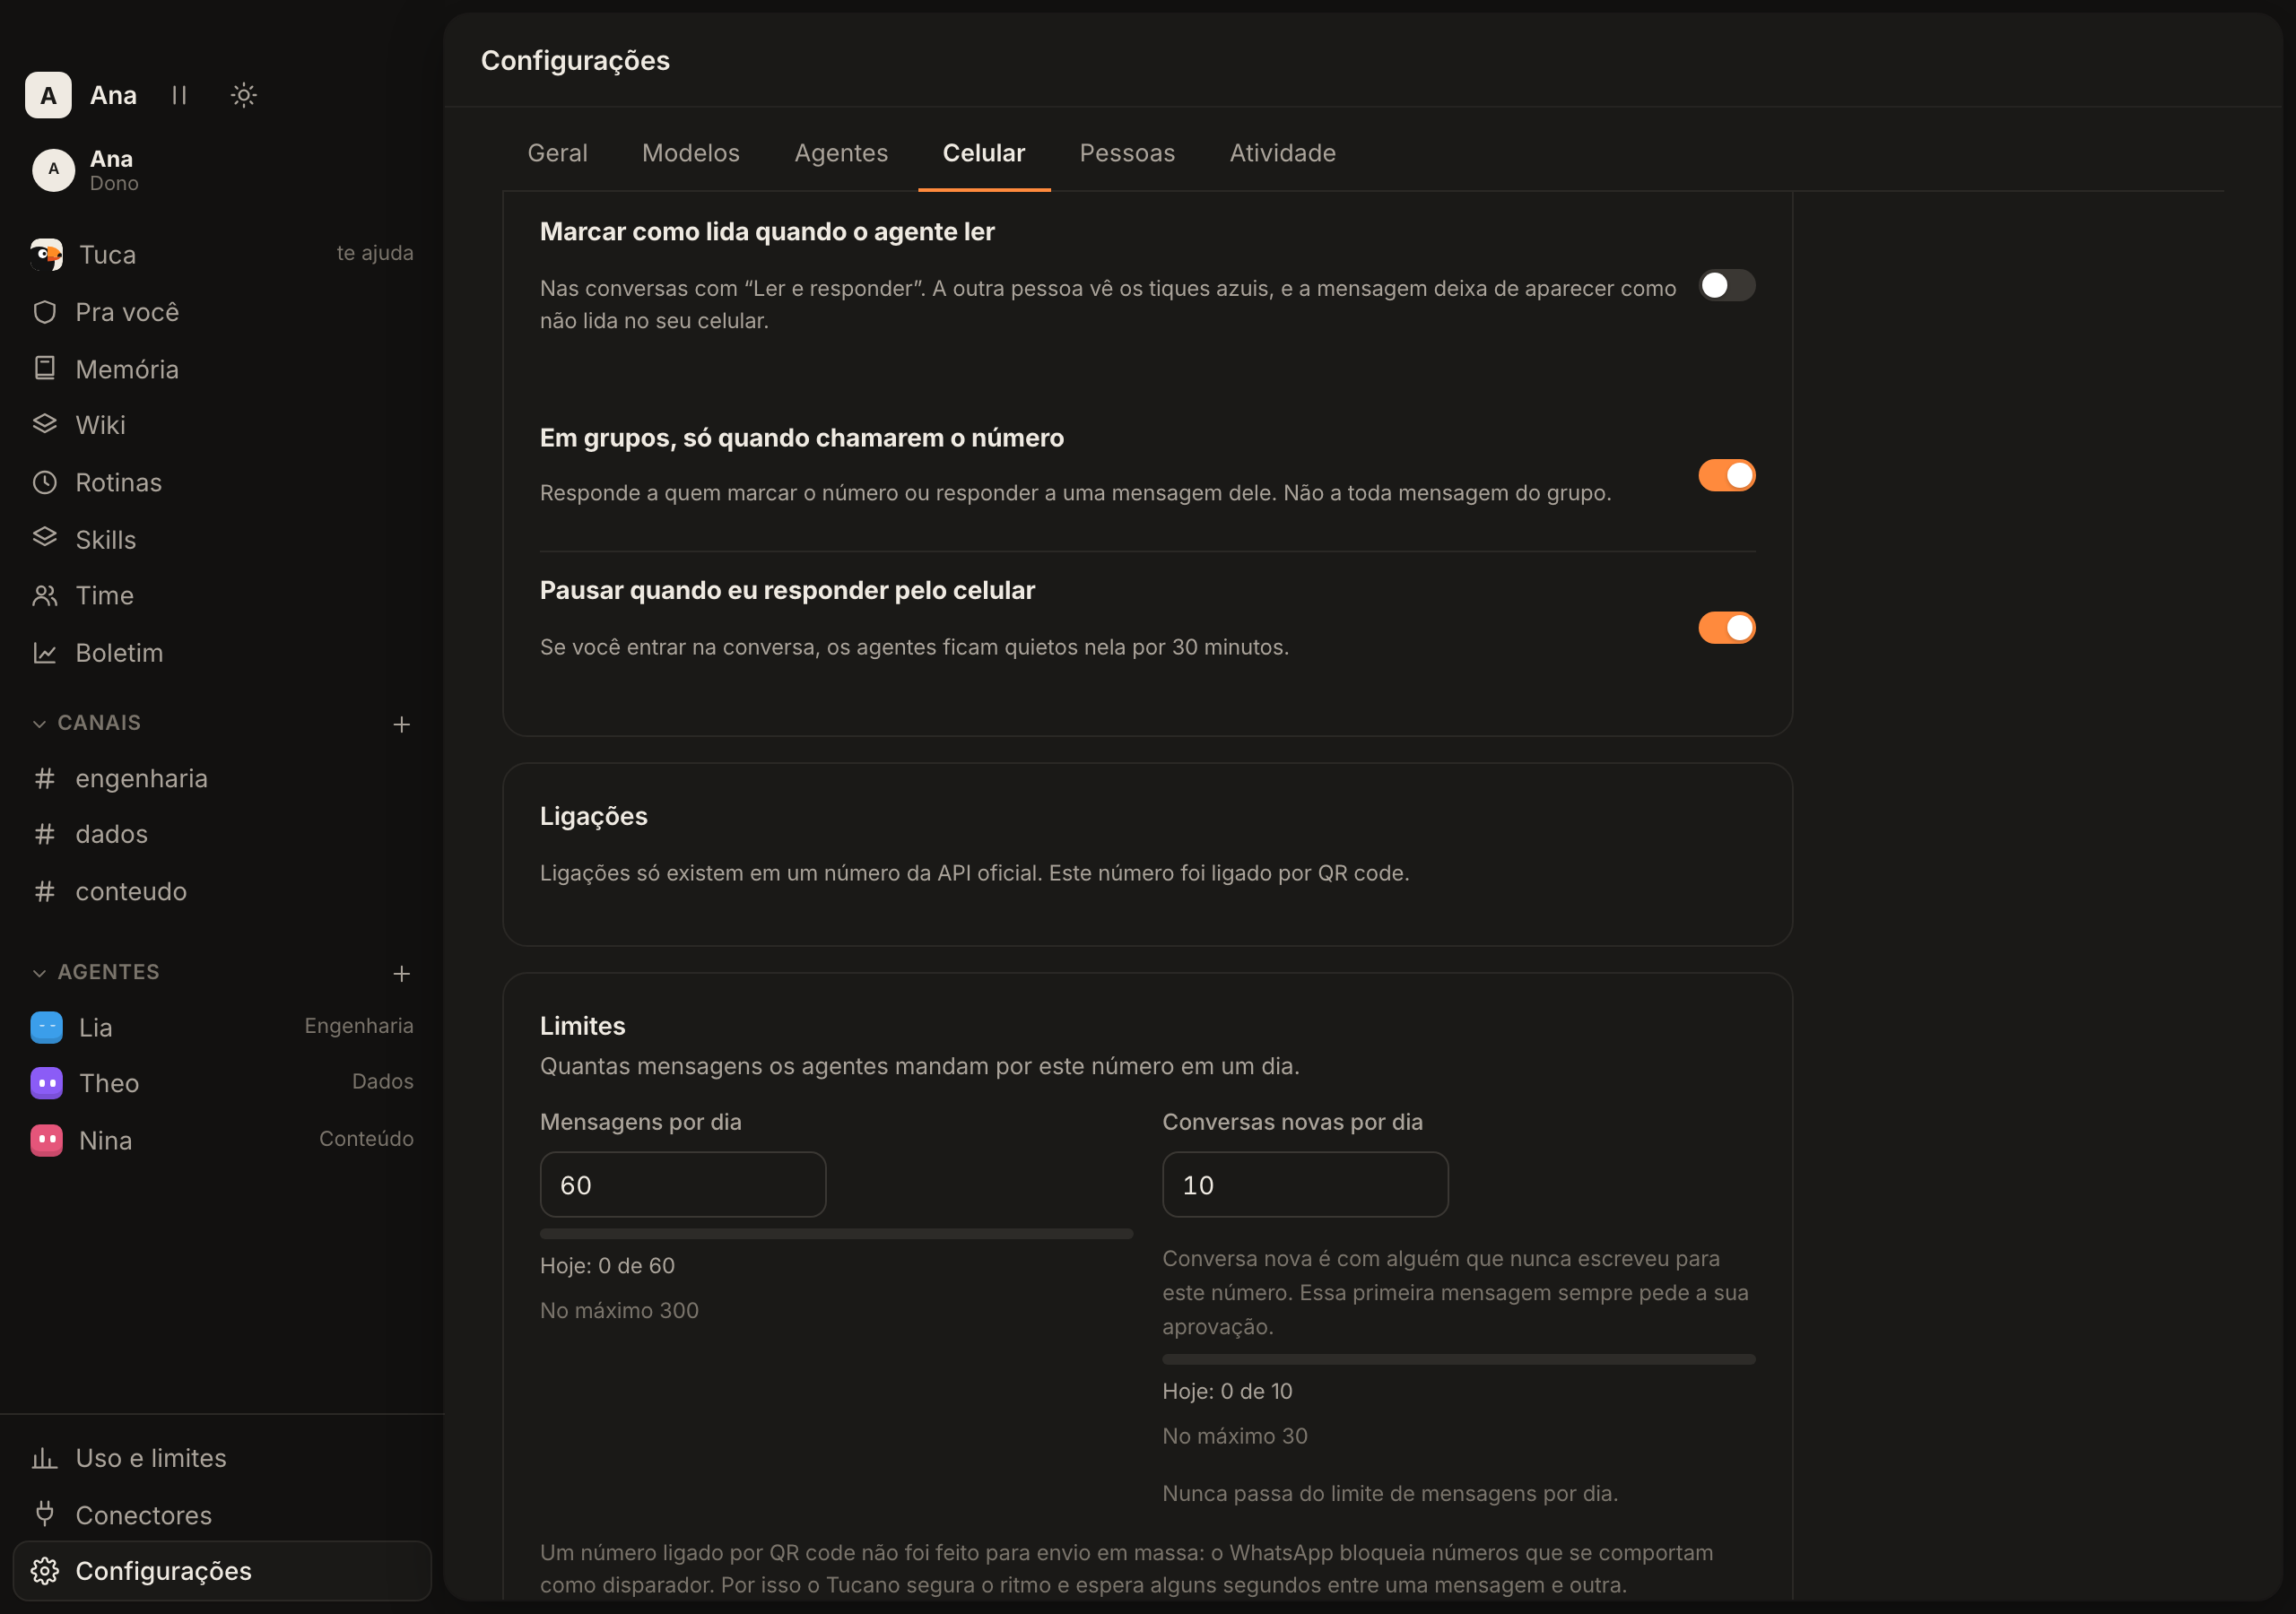 Configurações
A
Ana
A
Ana
Dono
Tuca
te ajuda
Pra você
Memória
Wiki
Rotinas
Skills
Time
Boletim
CANAIS
engenharia
dados
conteudo
AGENTES
Lia
Engenharia
Theo
Dados
Nina
Conteúdo
Uso e limites
Conectores
Configurações
Geral
Modelos
Agentes
Celular
Pessoas
Atividade
Marcar como lida quando o agente ler
Nas conversas com “Ler e responder”. A outra pessoa vê os tiques azuis, e a mensagem deixa de aparecer como
não lida no seu celular.
Em grupos, só quando chamarem o número
Responde a quem marcar o número ou responder a uma mensagem dele. Não a toda mensagem do grupo.
Pausar quando eu responder pelo celular
Se você entrar na conversa, os agentes ficam quietos nela por 30 minutos.
Ligações
Ligações só existem em um número da API oficial. Este número foi ligado por QR code.
Limites
Quantas mensagens os agentes mandam por este número em um dia.
Mensagens por dia
60
Hoje: 0 de 60
No máximo 300
Conversas novas por dia
10
Conversa nova é com alguém que nunca escreveu para
este número. Essa primeira mensagem sempre pede a sua
aprovação.
Hoje: 0 de 10
No máximo 30
Nunca passa do limite de mensagens por dia.
Um número ligado por QR code não foi feito para envio em massa: o WhatsApp bloqueia números que se comportam
como disparador. Por isso o Tucano segura o ritmo e espera alguns segundos entre uma mensagem e outra.